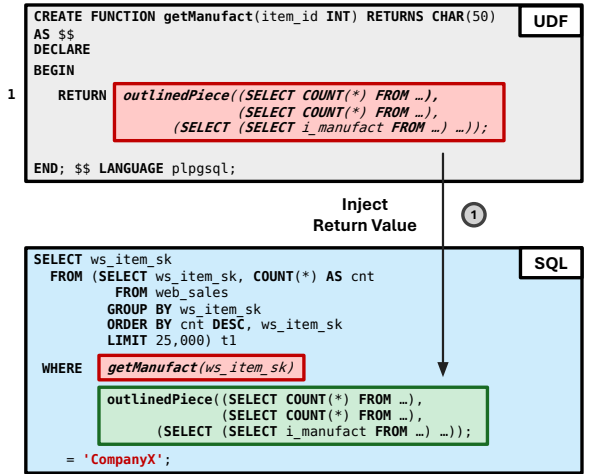 CREATE FUNCTION getManufact(item_id INT) RETURNS CHAR(50)
UDF
AS $$
DECLARE
BEGIN
1
RETURN outlinedPiece((SELECT COUNT(*) FROM …),
(SELECT COUNT(*) FROM …),
(SELECT (SELECT i_manufact FROM …) …));
END; $$ LANGUAGE plpgsql;
Inject
Return Value
1
SELECT ws_item_sk
SQL
FROM (SELECT ws_item_sk, COUNT(*) AS cnt
FROM web_sales
GROUP BY ws_item_sk
ORDER BY cnt DESC, ws_item_sk
LIMIT 25,000) t1
WHERE getManufact(ws_item_sk)
outlinedPiece((SELECT COUNT(*) FROM …),
(SELECT COUNT(*) FROM …),
(SELECT (SELECT i_manufact FROM …) …));
= 'CompanyX';